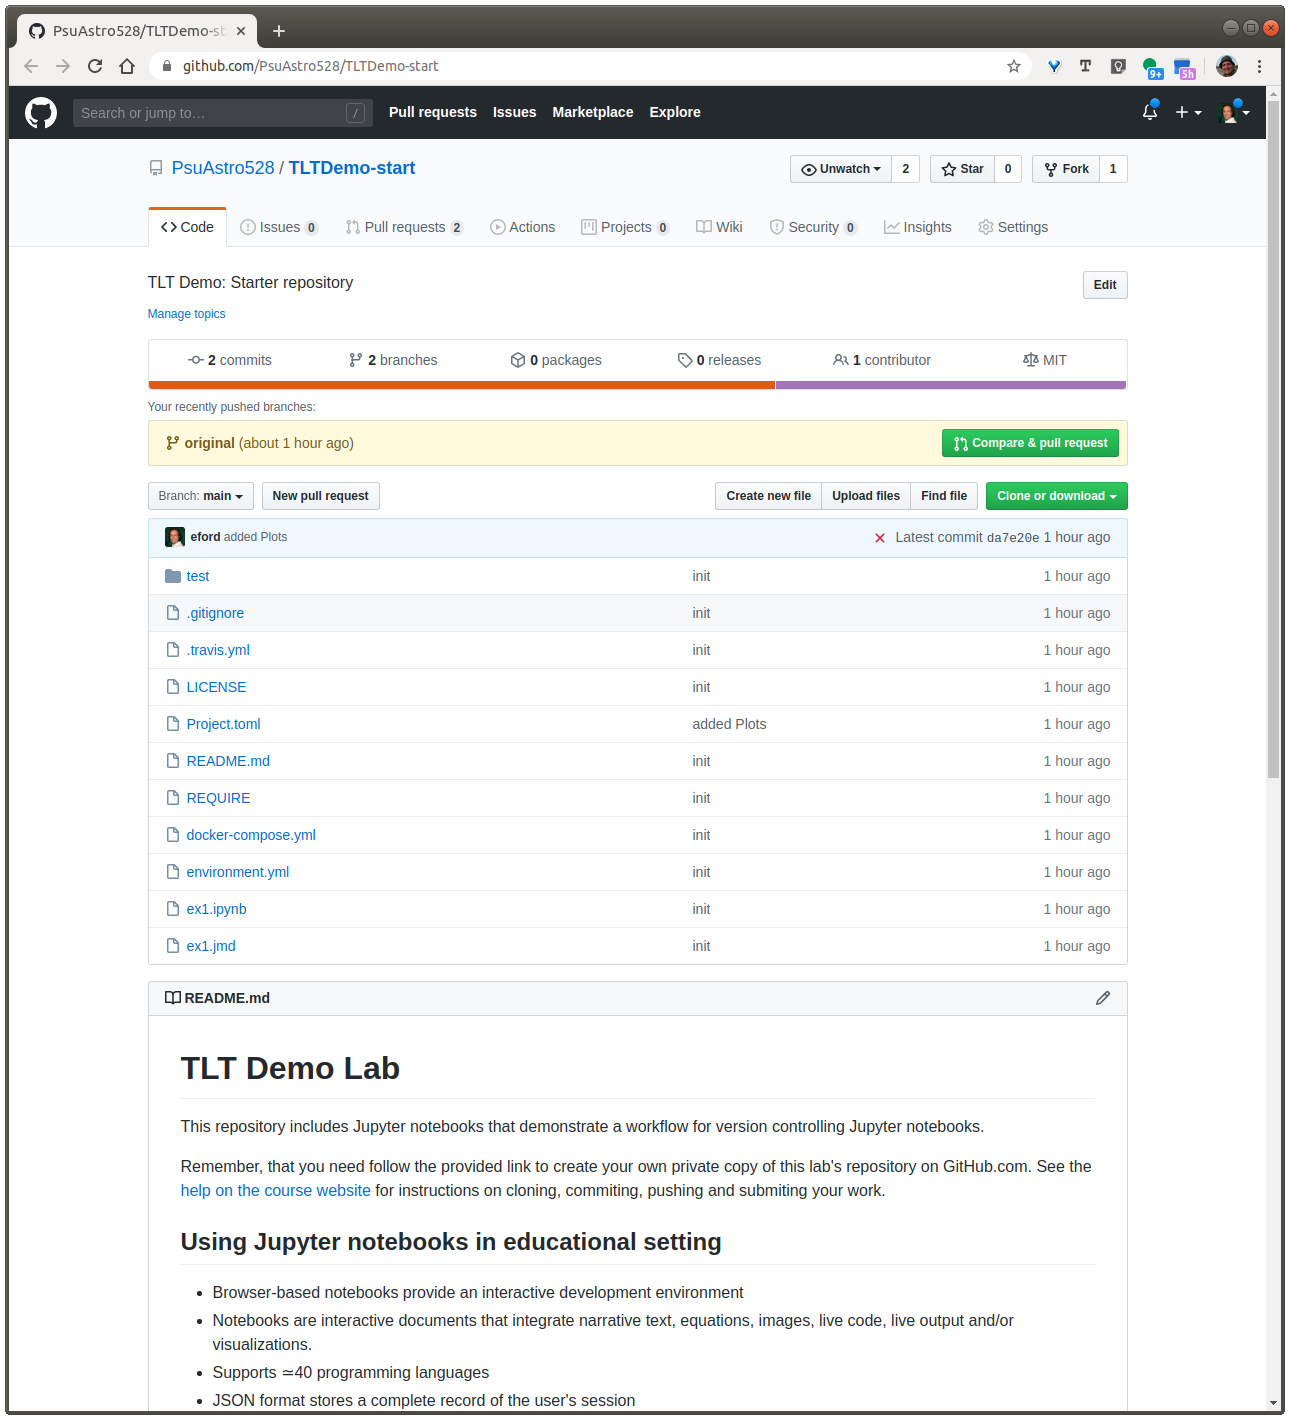 PsuAstro528/TLTDemo-st
github.com/PsuAstro528/TLTDemo-start
9+
5h
Search or jump to…
/
Pull requests
Issues
Marketplace
Explore
PsuAstro528 / TLTDemo-start
Unwatch 2
Star 0
Fork 1
Code
Issues 0
Pull requests 2
Actions
Projects 0
Wiki
Security 0
Insights
Settings
TLT Demo: Starter repository
Edit
Manage topics
2 commits
2 branches
0 packages
0 releases
1 contributor
MIT
Your recently pushed branches:
original (about 1 hour ago)
Compare & pull request
Branch: main
New pull request
Create new file
Upload files
Find file
Clone or download
eford added Plots
Latest commit da7e20e 1 hour ago
test init 1 hour ago
.gitignore init 1 hour ago
.travis.yml init 1 hour ago
LICENSE init 1 hour ago
Project.toml added Plots 1 hour ago
README.md init 1 hour ago
REQUIRE init 1 hour ago
docker-compose.yml init 1 hour ago
environment.yml init 1 hour ago
ex1.ipynb init 1 hour ago
ex1.jmd init 1 hour ago
README.md
TLT Demo Lab
This repository includes Jupyter notebooks that demonstrate a workflow for version controlling Jupyter notebooks.
Remember, that you need follow the provided link to create your own private copy of this lab's repository on GitHub.com. See the
help on the course website for instructions on cloning, commiting, pushing and submiting your work.
Using Jupyter notebooks in educational setting
• Browser-based notebooks provide an interactive development environment
• Notebooks are interactive documents that integrate narrative text, equations, images, live code, live output and/or
visualizations.
• Supports ≃40 programming languages
• JSON format stores a complete record of the user's session